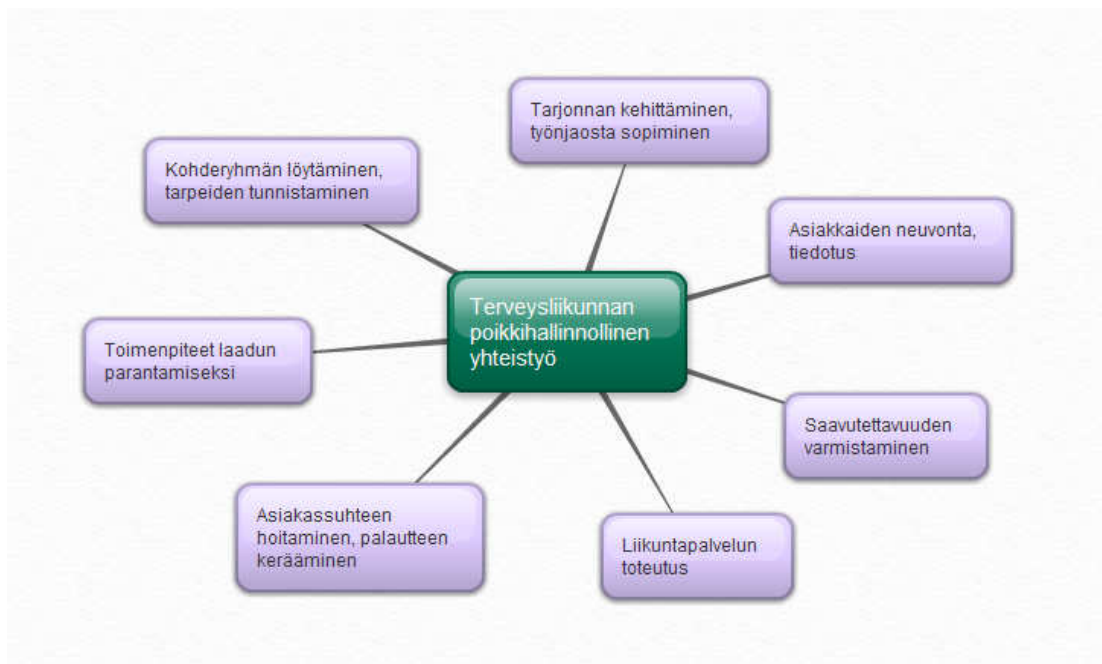 Tarjonnan kehittäminen,
työnjaosta sopiminen
Kohderyhmän löytäminen,
tarpeiden tunnistaminen
Asiakkaiden neuvonta,
tiedotus
Terveysliikunnan
poikkihallinnollinen
yhteistyö
Toimenpiteet laadun
parantamiseksi
Saavutettavuuden
varmistaminen
Asiakassuhteen
hoitaminen, palautteen
kerääminen
Liikuntapalvelun
toteutus